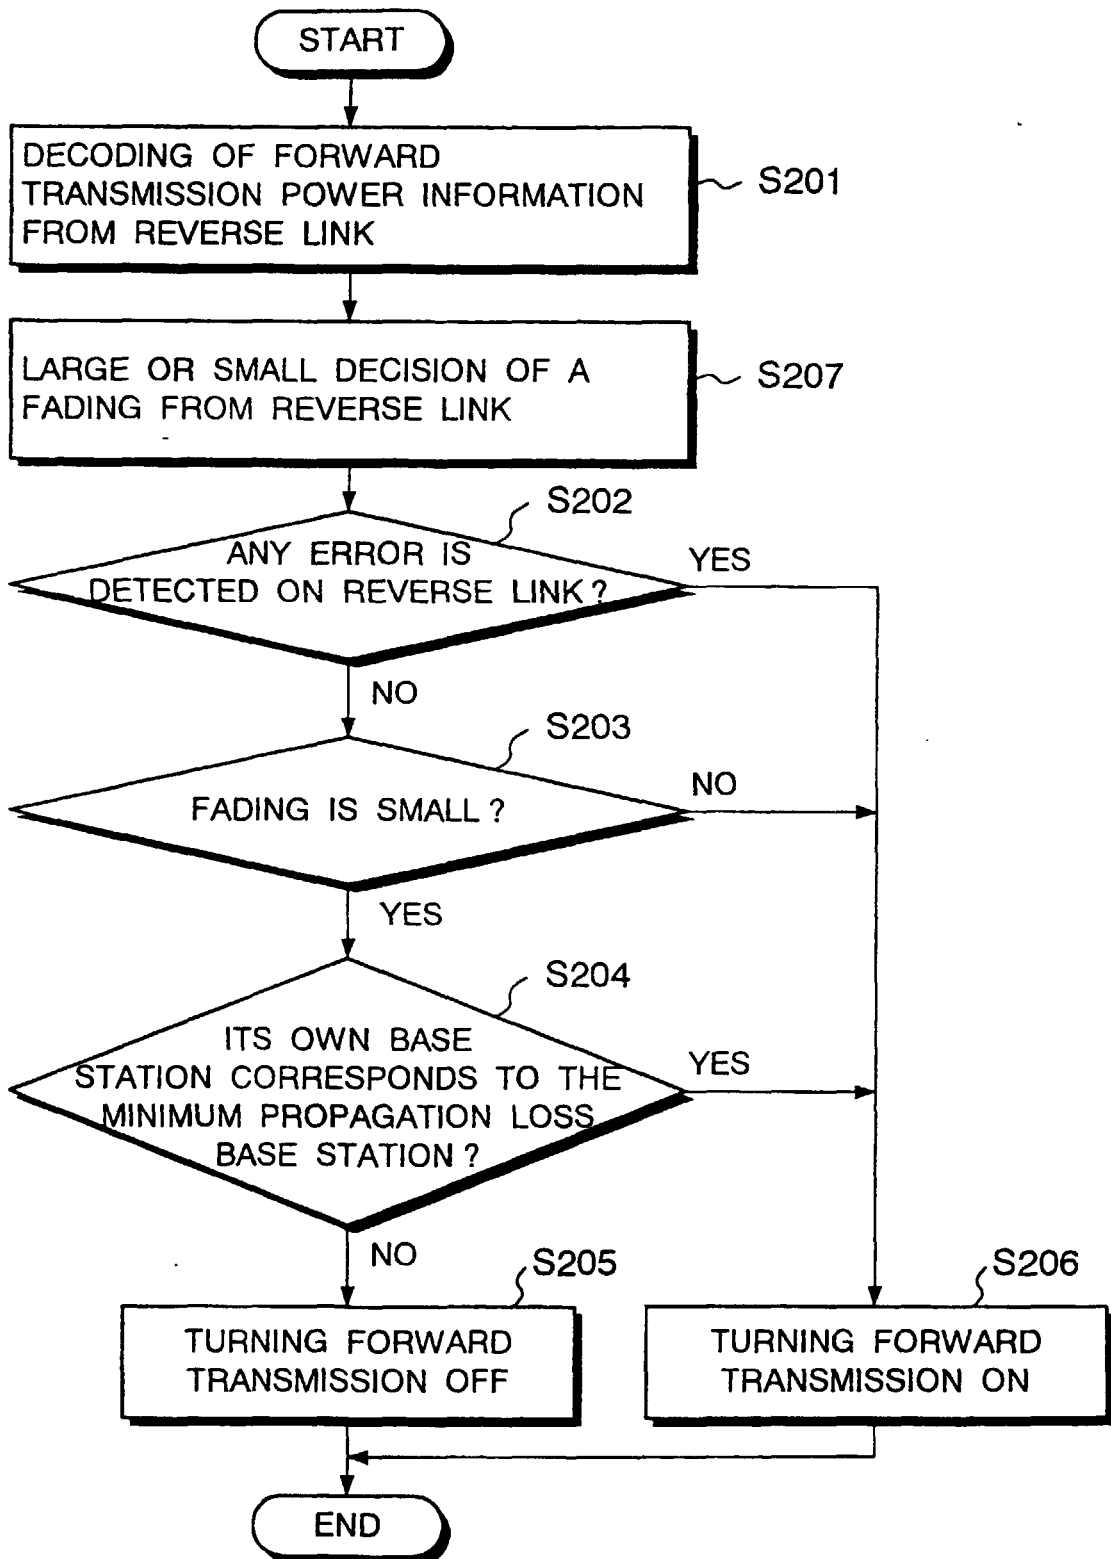 START
DECODING OF FORWARD
TRANSMISSION POWER INFORMATION
FROM REVERSE LINK
S201
LARGE OR SMALL DECISION OF A
FADING FROM REVERSE LINK
S207
S202
ANY ERROR IS
DETECTED ON REVERSE LINK?
YES
NO
S203
FADING IS SMALL?
NO
YES
S204
ITS OWN BASE
STATION CORRESPONDS TO THE
MINIMUM PROPAGATION LOSS
BASE STATION?
YES
NO
S205
TURNING FORWARD
TRANSMISSION OFF
S206
TURNING FORWARD
TRANSMISSION ON
END